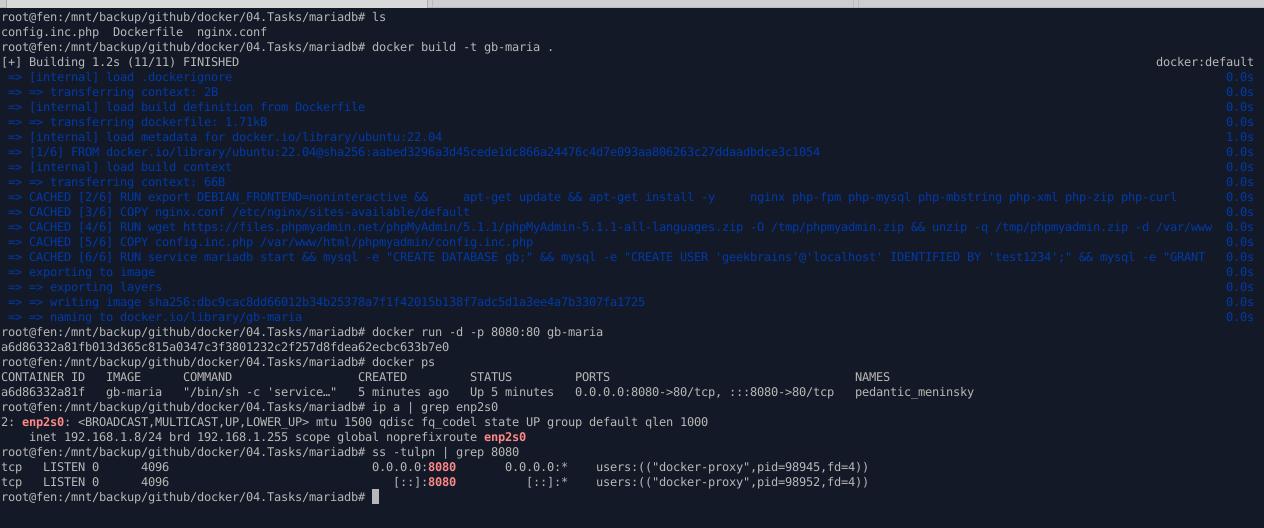 root@fen:/mnt/backup/github/docker/04.Tasks/mariadb# ls
config.inc.php  Dockerfile  nginx.conf
root@fen:/mnt/backup/github/docker/04.Tasks/mariadb# docker build -t gb-maria .
[+] Building 1.2s (11/11) FINISHED docker:default
=> [internal] load .dockerignore 0.0s
=> => transferring context: 2B 0.0s
=> [internal] load build definition from Dockerfile 0.0s
=> => transferring dockerfile: 1.71kB 0.0s
=> [internal] load metadata for docker.io/library/ubuntu:22.04 1.0s
=> [1/6] FROM docker.io/library/ubuntu:22.04@sha256:aabed3296a3d45cede1dc866a24476c4d7e093aa806263c27ddaadbdce3c1054 0.0s
=> [internal] load build context 0.0s
=> => transferring context: 66B 0.0s
=> CACHED [2/6] RUN export DEBIAN_FRONTEND=noninteractive &&     apt-get update && apt-get install -y     nginx php-fpm php-mysql php-mbstring php-xml php-zip php-curl 0.0s
=> CACHED [3/6] COPY nginx.conf /etc/nginx/sites-available/default 0.0s
=> CACHED [4/6] RUN wget https://files.phpmyadmin.net/phpMyAdmin/5.1.1/phpMyAdmin-5.1.1-all-languages.zip -O /tmp/phpmyadmin.zip && unzip -q /tmp/phpmyadmin.zip -d /var/www 0.0s
=> CACHED [5/6] COPY config.inc.php /var/www/html/phpmyadmin/config.inc.php 0.0s
=> CACHED [6/6] RUN service mariadb start && mysql -e "CREATE DATABASE gb;" && mysql -e "CREATE USER 'geekbrains'@'localhost' IDENTIFIED BY 'test1234';" && mysql -e "GRANT 0.0s
=> exporting to image 0.0s
=> => exporting layers 0.0s
=> => writing image sha256:dbc9cac8dd66012b34b25378a7f1f42015b138f7adc5d1a3ee4a7b3307fa1725 0.0s
=> => naming to docker.io/library/gb-maria 0.0s
root@fen:/mnt/backup/github/docker/04.Tasks/mariadb# docker run -d -p 8080:80 gb-maria
a6d86332a81fb013d365c815a0347c3f3801232c2f257d8fdea62ecbc633b7e0
root@fen:/mnt/backup/github/docker/04.Tasks/mariadb# docker ps
CONTAINER ID   IMAGE      COMMAND                  CREATED         STATUS         PORTS                                   NAMES
a6d86332a81f   gb-maria   "/bin/sh -c 'service…"   5 minutes ago   Up 5 minutes   0.0.0.0:8080->80/tcp, :::8080->80/tcp   pedantic_meninsky
root@fen:/mnt/backup/github/docker/04.Tasks/mariadb# ip a | grep enp2s0
2: enp2s0: <BROADCAST,MULTICAST,UP,LOWER_UP> mtu 1500 qdisc fq_codel state UP group default qlen 1000
inet 192.168.1.8/24 brd 192.168.1.255 scope global noprefixroute enp2s0
root@fen:/mnt/backup/github/docker/04.Tasks/mariadb# ss -tulpn | grep 8080
tcp   LISTEN 0      4096      0.0.0.0:8080      0.0.0.0:*    users:(("docker-proxy",pid=98945,fd=4))
tcp   LISTEN 0      4096      [::]:8080      [::]:*    users:(("docker-proxy",pid=98952,fd=4))
root@fen:/mnt/backup/github/docker/04.Tasks/mariadb#